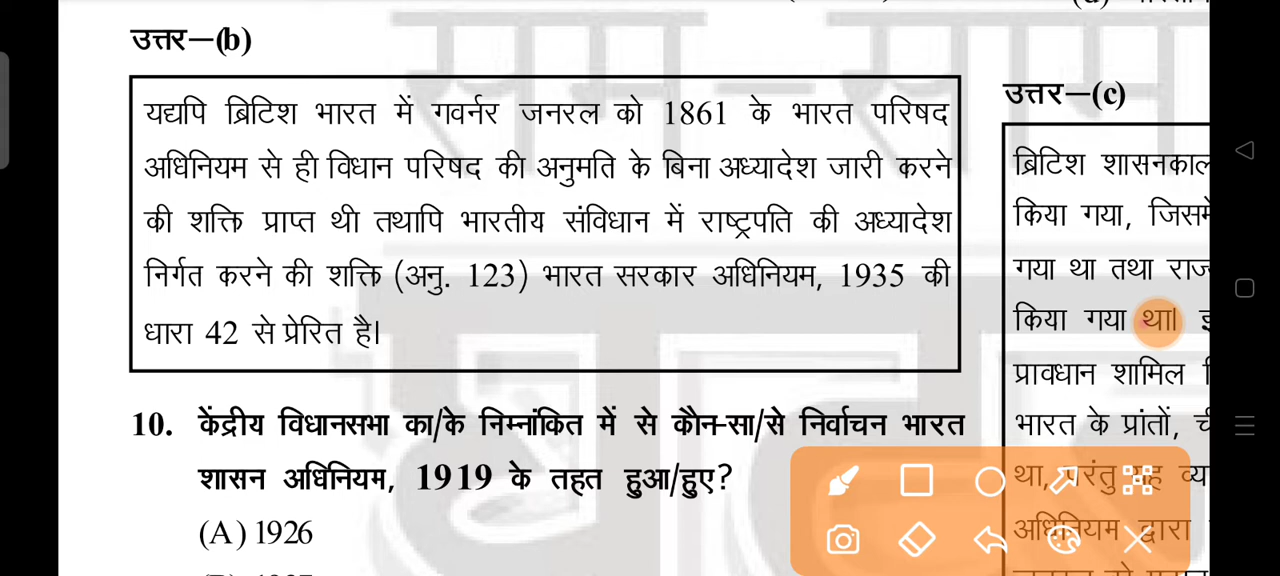 उत्तर–(b)
यद्यपि ब्रिटिश भारत में गवर्नर जनरल को 1861 के भारत परिषद
अधिनियम से ही विधान परिषद की अनुमति के बिना अध्यादेश जारी करने
की शक्ति प्राप्त थी तथापि भारतीय संविधान में राष्ट्रपति की अध्यादेश
निर्गत करने की शक्ति (अनु. 123) भारत सरकार अधिनियम, 1935 की
धारा 42 से प्रेरित है।
10. केंद्रीय विधानसभा का/के निम्नांकित में से कौन-सा/से निर्वाचन भारत
शासन अधिनियम, 1919 के तहत हुआ/हुए?
(A) 1926
उत्तर–(c)
ब्रिटिश शासनकाल
किया गया, जिसमें
गया था तथा
किया गया था।
प्रावधान शामिल
भारत के प्रांतों,
था, परंतु यह
अधिनियम द्वारा